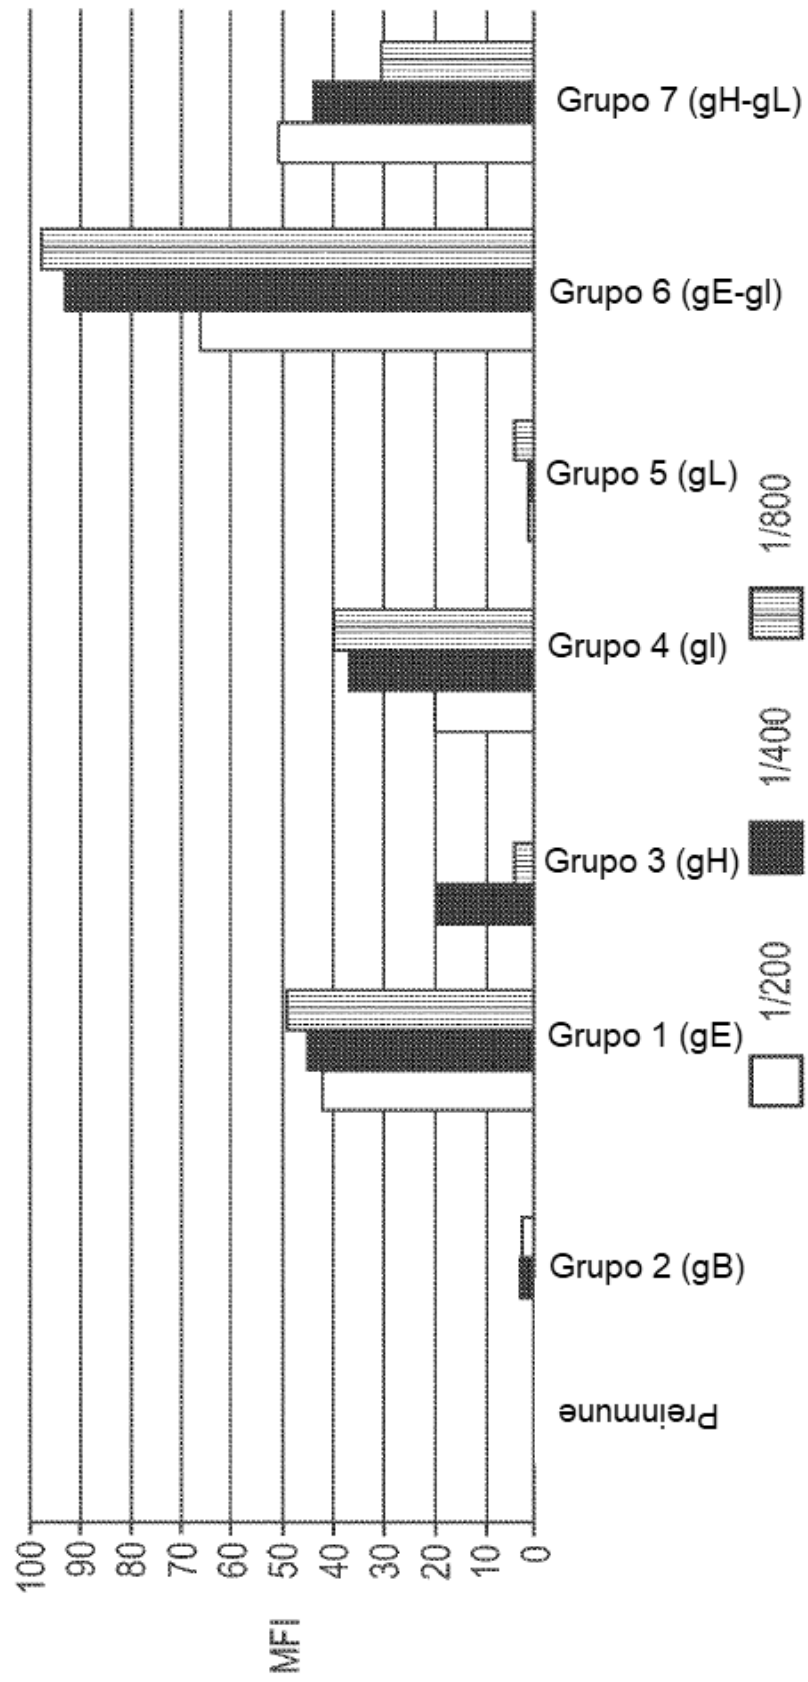 MFI
100
90
80
70
60
50
40
30
20
10
0
Preinmune
Grupo 2 (gB)
Grupo 1 (gE)
Grupo 3 (gH)
Grupo 4 (gI)
Grupo 5 (gL)
Grupo 6 (gE-gI)
Grupo 7 (gH-gL)
1/200
1/400
1/800